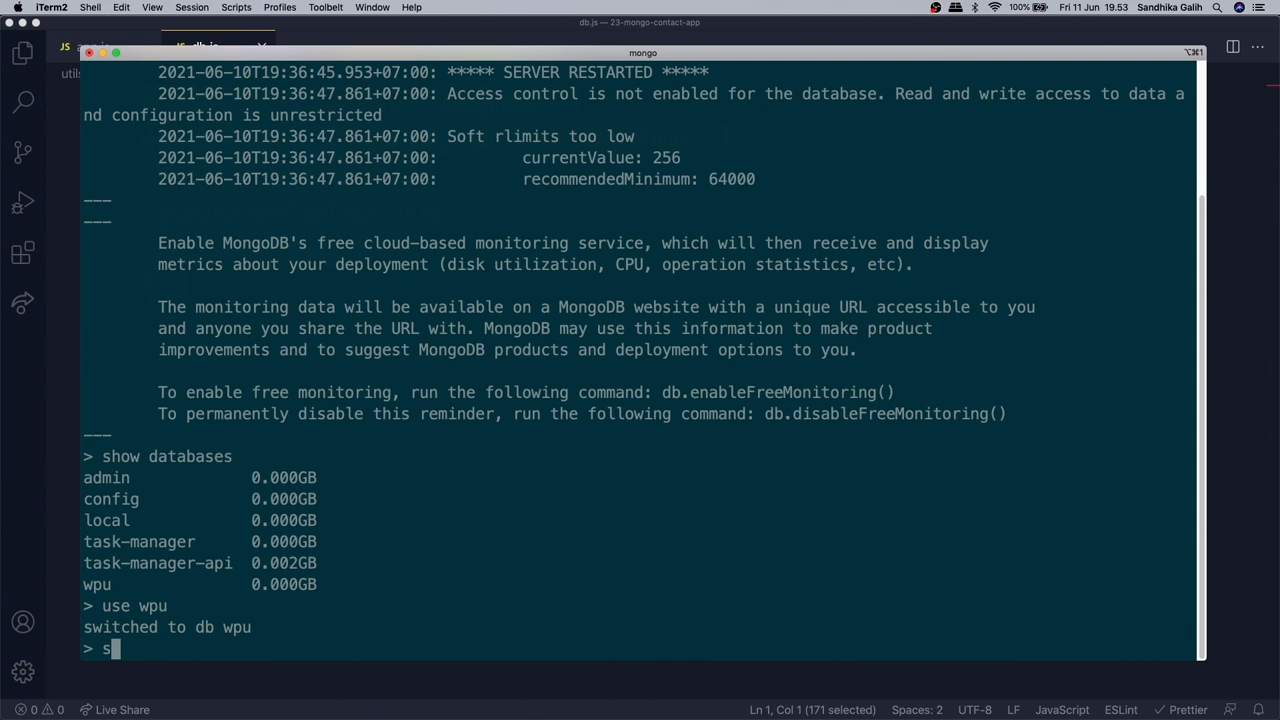 iTerm2 Shell Edit View Session Scripts Profiles Toolbelt Window Help 100% Fri 11 Jun 19.53 Sandhika Galih
db.js — 23-mongo-contact-app
JS JS
mongo ⌥⌘1
utils
2021-06-10T19:36:45.953+07:00: ***** SERVER RESTARTED *****
2021-06-10T19:36:47.861+07:00: Access control is not enabled for the database. Read and write access to data a
nd configuration is unrestricted
2021-06-10T19:36:47.861+07:00: Soft rlimits too low
2021-06-10T19:36:47.861+07:00: currentValue: 256
2021-06-10T19:36:47.861+07:00: recommendedMinimum: 64000
---
---
Enable MongoDB's free cloud-based monitoring service, which will then receive and display
metrics about your deployment (disk utilization, CPU, operation statistics, etc).
The monitoring data will be available on a MongoDB website with a unique URL accessible to you
and anyone you share the URL with. MongoDB may use this information to make product
improvements and to suggest MongoDB products and deployment options to you.
To enable free monitoring, run the following command: db.enableFreeMonitoring()
To permanently disable this reminder, run the following command: db.disableFreeMonitoring()
---
> show databases
admin 0.000GB
config 0.000GB
local 0.000GB
task-manager 0.000GB
task-manager-api 0.002GB
wpu 0.000GB
> use wpu
switched to db wpu
> s
0 0 Live Share Ln 1, Col 1 (171 selected) Spaces: 2 UTF-8 LF JavaScript ESLint Prettier